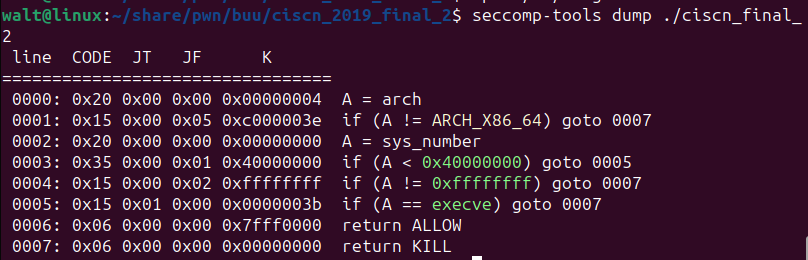 walt@linux:~/share/pwn/buu/ciscn_2019_final_2$ seccomp-tools dump ./ciscn_final_
2
 line  CODE  JT   JF      K
=================================
 0000: 0x20 0x00 0x00 0x00000004  A = arch
 0001: 0x15 0x00 0x05 0xc000003e  if (A != ARCH_X86_64) goto 0007
 0002: 0x20 0x00 0x00 0x00000000  A = sys_number
 0003: 0x35 0x00 0x01 0x40000000  if (A < 0x40000000) goto 0005
 0004: 0x15 0x00 0x02 0xffffffff  if (A != 0xffffffff) goto 0007
 0005: 0x15 0x01 0x00 0x0000003b  if (A == execve) goto 0007
 0006: 0x06 0x00 0x00 0x7fff0000  return ALLOW
 0007: 0x06 0x00 0x00 0x00000000  return KILL